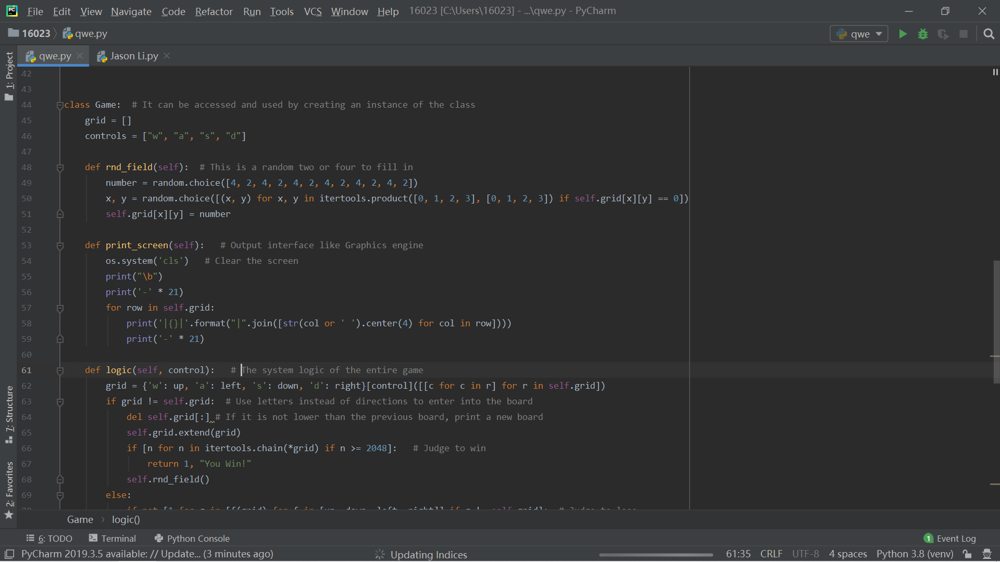 File Edit View Navigate Code Refactor Run Tools VCS Window Help 16023 [C:\Users\16023] - ...\qwe.py - PyCharm
16023 qwe.py qwe
qwe.py Jason Li.py
1: Project
42
43
44 class Game:  # It can be accessed and used by creating an instance of the class
45     grid = []
46     controls = ["w", "a", "s", "d"]
47
48     def rnd_field(self):  # This is a random two or four to fill in
49         number = random.choice([4, 2, 4, 2, 4, 2, 4, 2, 4, 2, 4, 2])
50         x, y = random.choice([(x, y) for x, y in itertools.product([0, 1, 2, 3], [0, 1, 2, 3]) if self.grid[x][y] == 0])
51         self.grid[x][y] = number
52
53     def print_screen(self):   # Output interface like Graphics engine
54         os.system('cls')   # Clear the screen
55         print("\b")
56         print('-' * 21)
57         for row in self.grid:
58             print('|{}|'.format("|".join([str(col or ' ').center(4) for col in row])))
59             print('-' * 21)
60
61     def logic(self, control):   # The system logic of the entire game
62         grid = {'w': up, 'a': left, 's': down, 'd': right}[control]([[c for c in r] for r in self.grid])
63         if grid != self.grid:  # Use letters instead of directions to enter into the board
64             del self.grid[:] # If it is not lower than the previous board, print a new board
65             self.grid.extend(grid)
66             if [n for n in itertools.chain(*grid) if n >= 2048]:   # Judge to win
67                 return 1, "You Win!"
68             self.rnd_field()
69         else:
7: Structure
2: Favorites
Game › logic()
6: TODO Terminal Python Console 1 Event Log
PyCharm 2019.3.5 available: // Update... (3 minutes ago) Updating Indices 61:35 CRLF UTF-8 4 spaces Python 3.8 (venv)